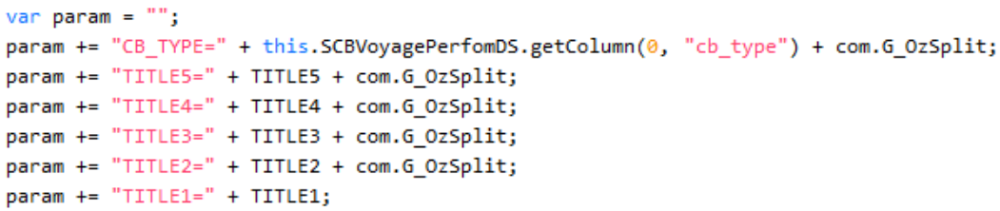 var param = "";
param += "CB_TYPE=" + this.SCBVoyagePerfomDS.getColumn(0, "cb_type") + com.G_OzSplit;
param += "TITLE5=" + TITLE5 + com.G_OzSplit;
param += "TITLE4=" + TITLE4 + com.G_OzSplit;
param += "TITLE3=" + TITLE3 + com.G_OzSplit;
param += "TITLE2=" + TITLE2 + com.G_OzSplit;
param += "TITLE1=" + TITLE1;